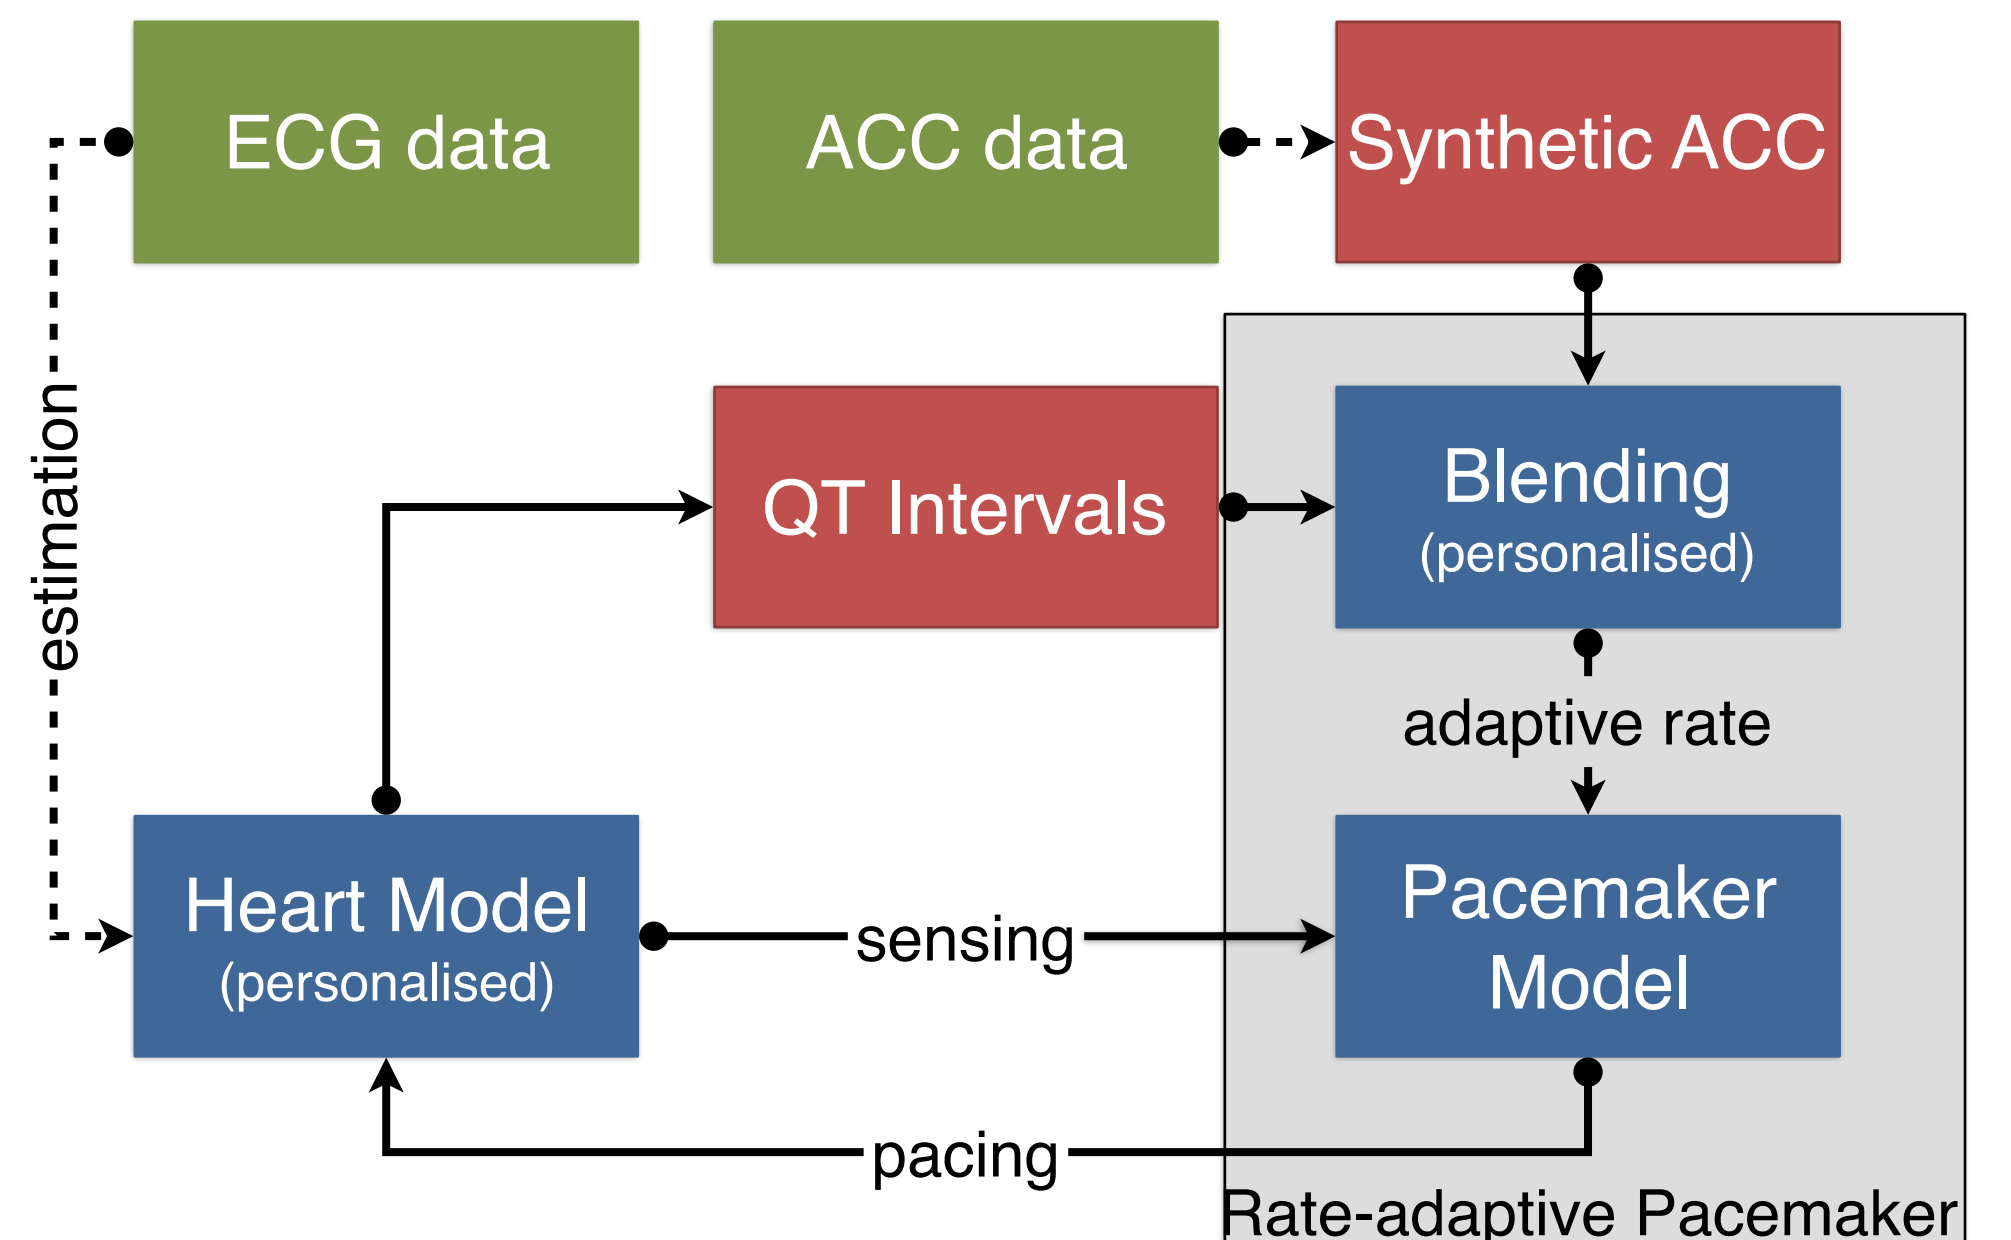 ECG data
ACC data
Synthetic ACC
estimation
QT Intervals
Blending
(personalised)
adaptive rate
Heart Model
(personalised)
sensing
Pacemaker
Model
pacing
Rate-adaptive Pacemaker